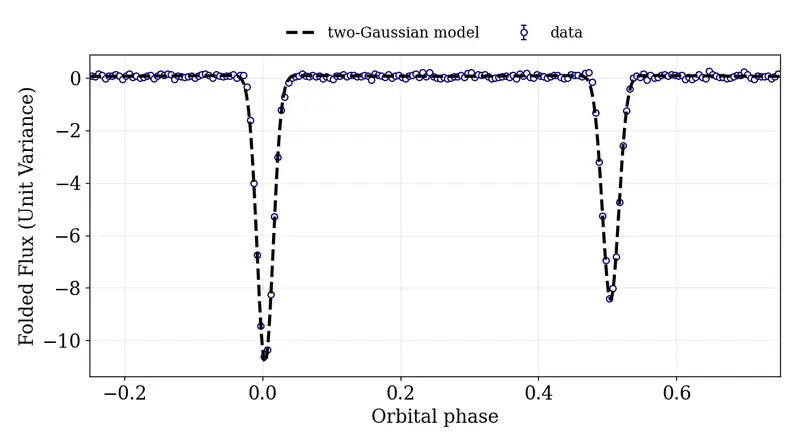 two-Gaussian model
data
Folded Flux (Unit Variance)
0
−2
−4
−6
−8
−10
−0.2
0.0
0.2
0.4
0.6
Orbital phase